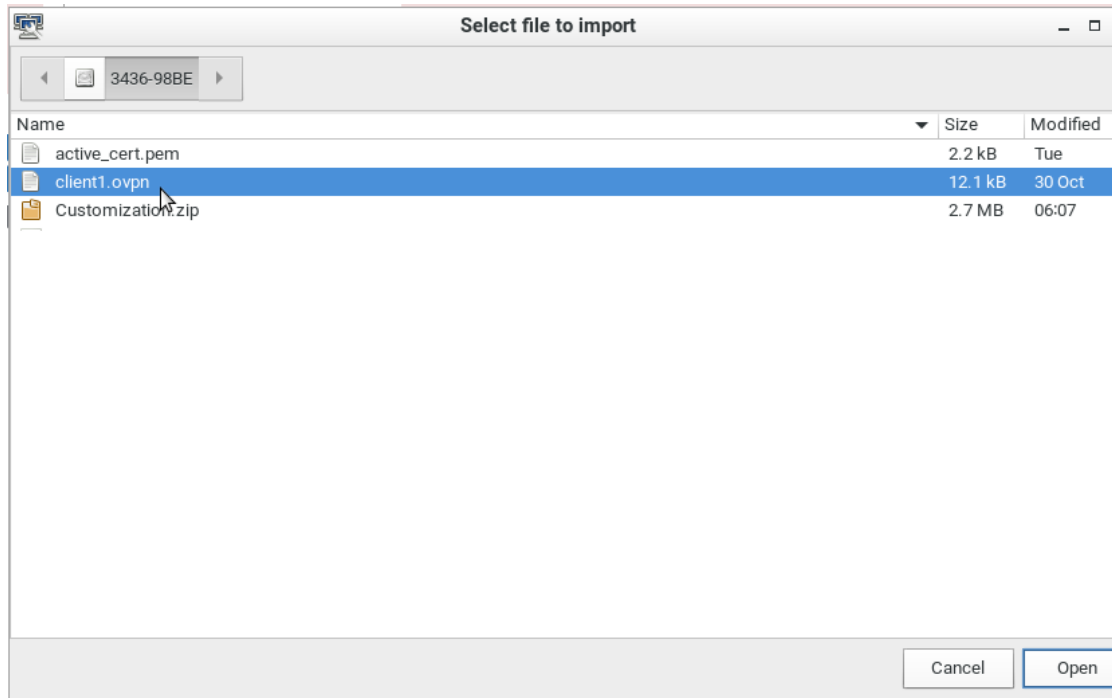 Select file to import
3436-98BE
Name Size Modified
active_cert.pem 2.2 kB Tue
client1.ovpn 12.1 kB 30 Oct
Customization.zip 2.7 MB 06:07
Cancel Open